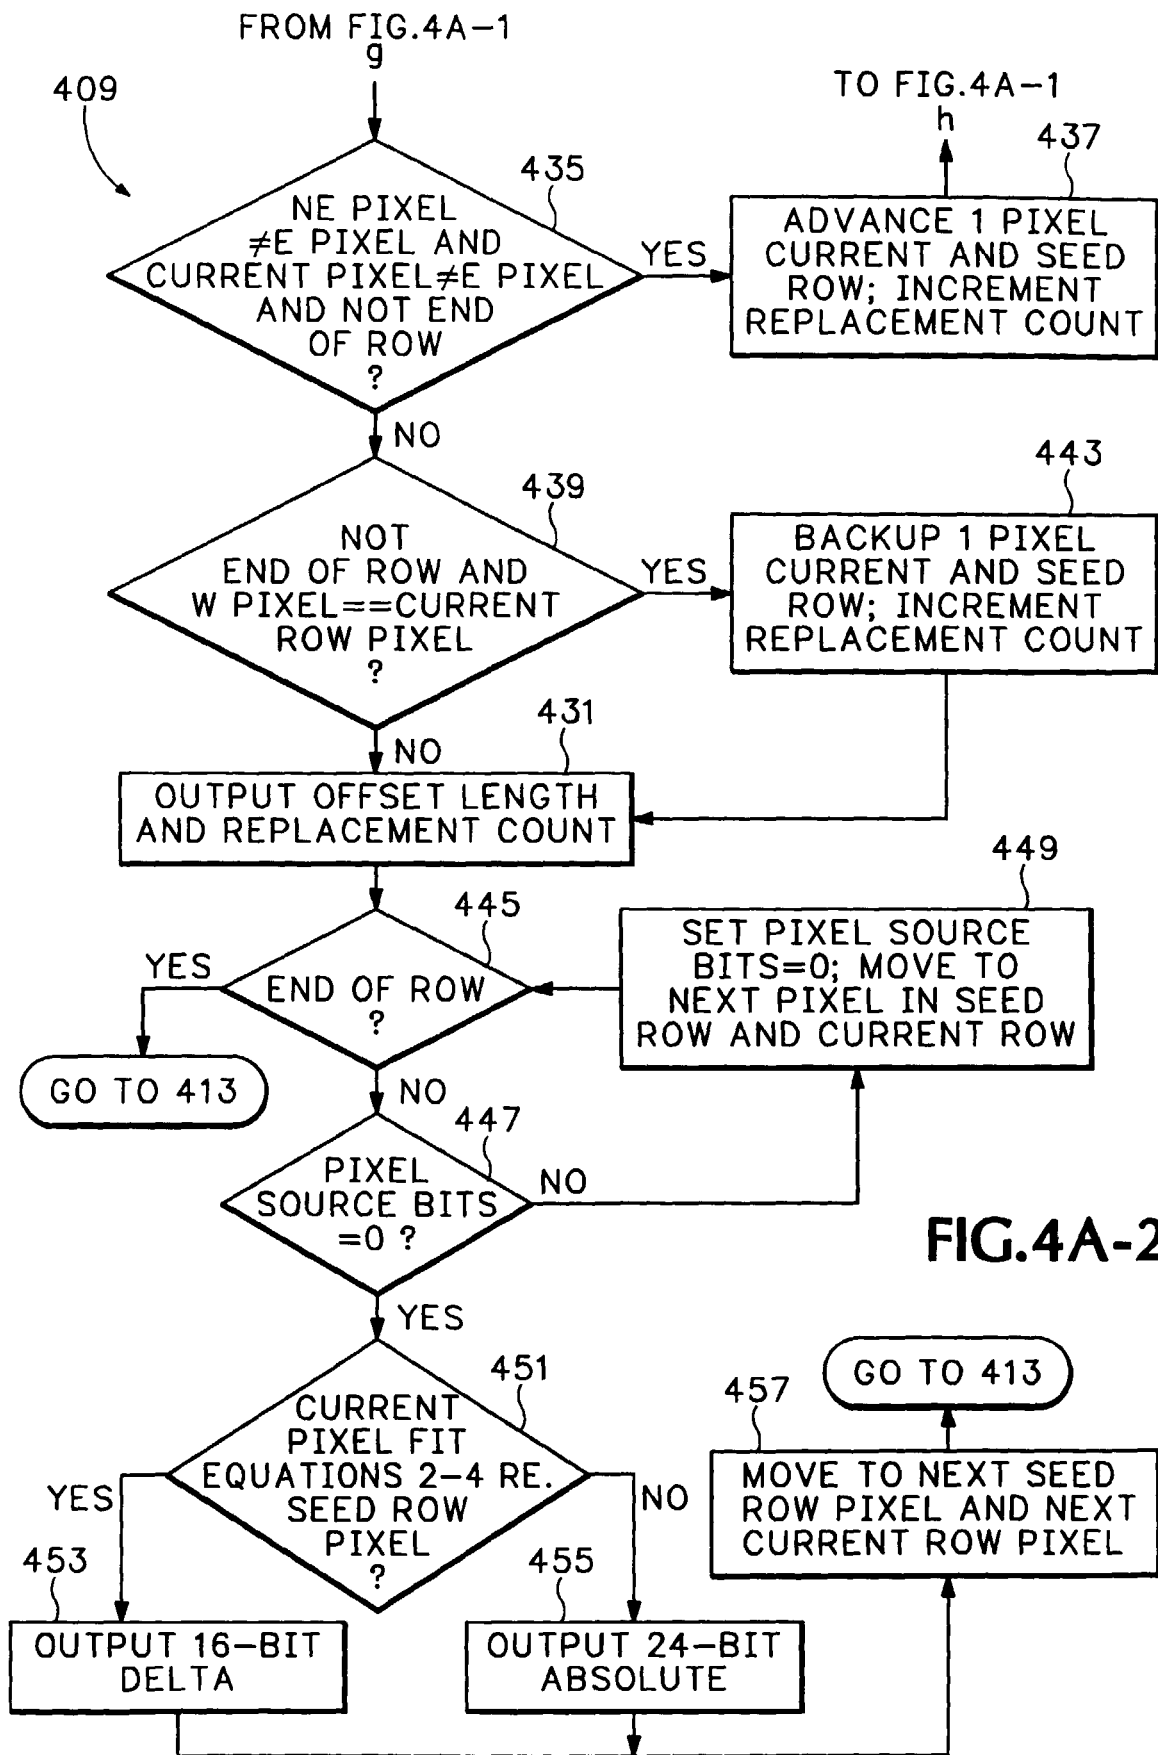 FROM FIG.4A-1
g
409
TO FIG.4A-1
h
435
437
NE PIXEL
≠E PIXEL AND
CURRENT PIXEL≠E PIXEL
AND NOT END
OF ROW
?
YES
ADVANCE 1 PIXEL
CURRENT AND SEED
ROW; INCREMENT
REPLACEMENT COUNT
NO
439
443
NOT
END OF ROW AND
W PIXEL==CURRENT
ROW PIXEL
?
YES
BACKUP 1 PIXEL
CURRENT AND SEED
ROW; INCREMENT
REPLACEMENT COUNT
NO
431
OUTPUT OFFSET LENGTH
AND REPLACEMENT COUNT
445
449
YES
END OF ROW
?
SET PIXEL SOURCE
BITS=0; MOVE TO
NEXT PIXEL IN SEED
ROW AND CURRENT ROW
GO TO 413
NO
447
PIXEL
SOURCE BITS
=0 ?
NO
FIG.4A-2
YES
451
GO TO 413
457
CURRENT
PIXEL FIT
EQUATIONS 2-4 RE.
SEED ROW
PIXEL
?
YES
NO
MOVE TO NEXT SEED
ROW PIXEL AND NEXT
CURRENT ROW PIXEL
453
455
OUTPUT 16-BIT
DELTA
OUTPUT 24-BIT
ABSOLUTE